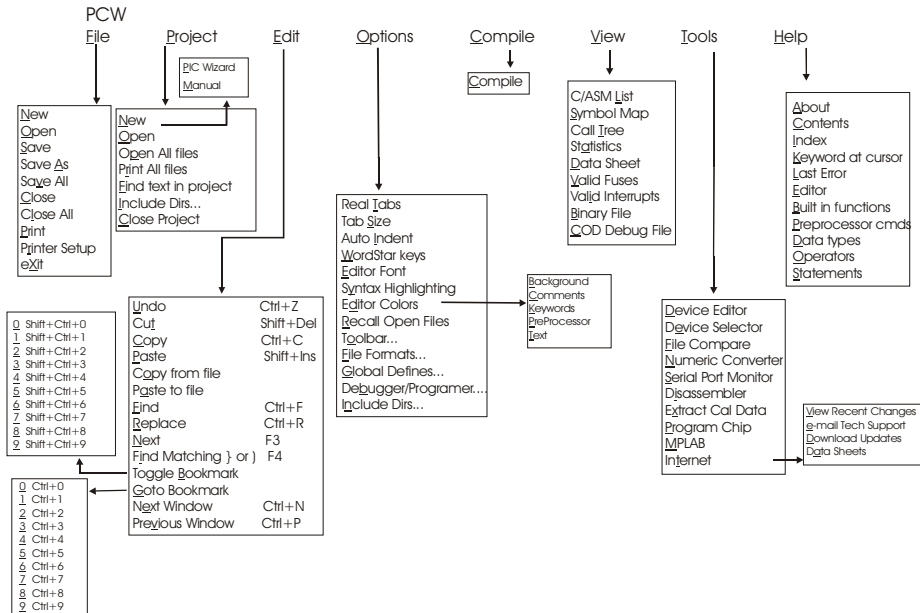 PCW
File Project Edit Options Compile View Tools Help
PIC Wizard
Manual
New
Open
Save
Save As
Save All
Close
Close All
Print
Printer Setup
eXit
New
Open
Open All files
Print All files
Find text in project
Include Dirs...
Close Project
Undo Ctrl+Z
Cut Shift+Del
Copy Ctrl+C
Paste Shift+Ins
Copy from file
Paste to file
Find Ctrl+F
Replace Ctrl+R
Next F3
Find Matching } or ) F4
Toggle Bookmark
Goto Bookmark
Next Window Ctrl+N
Previous Window Ctrl+P
0 Shift+Ctrl+0
1 Shift+Ctrl+1
2 Shift+Ctrl+2
3 Shift+Ctrl+3
4 Shift+Ctrl+4
5 Shift+Ctrl+5
6 Shift+Ctrl+6
7 Shift+Ctrl+7
8 Shift+Ctrl+8
9 Shift+Ctrl+9
0 Ctrl+0
1 Ctrl+1
2 Ctrl+2
3 Ctrl+3
4 Ctrl+4
5 Ctrl+5
6 Ctrl+6
7 Ctrl+7
8 Ctrl+8
9 Ctrl+9
Real Tabs
Tab Size
Auto Indent
WordStar keys
Editor Font
Syntax Highlighting
Editor Colors
Recall Open Files
Toolbar...
File Formats...
Global Defines...
Debugger/Programer....
Include Dirs...
Background
Comments
Keywords
PreProcessor
Text
Compile
C/ASM List
Symbol Map
Call Tree
Statistics
Data Sheet
Valid Fuses
Valid Interrupts
Binary File
COD Debug File
Device Editor
Device Selector
File Compare
Numeric Converter
Serial Port Monitor
Disassembler
Extract Cal Data
Program Chip
MPLAB
Internet
View Recent Changes
e-mail Tech Support
Download Updates
Data Sheets
About
Contents
Index
Keyword at cursor
Last Error
Editor
Built in functions
Preprocessor cmds
Data types
Operators
Statements